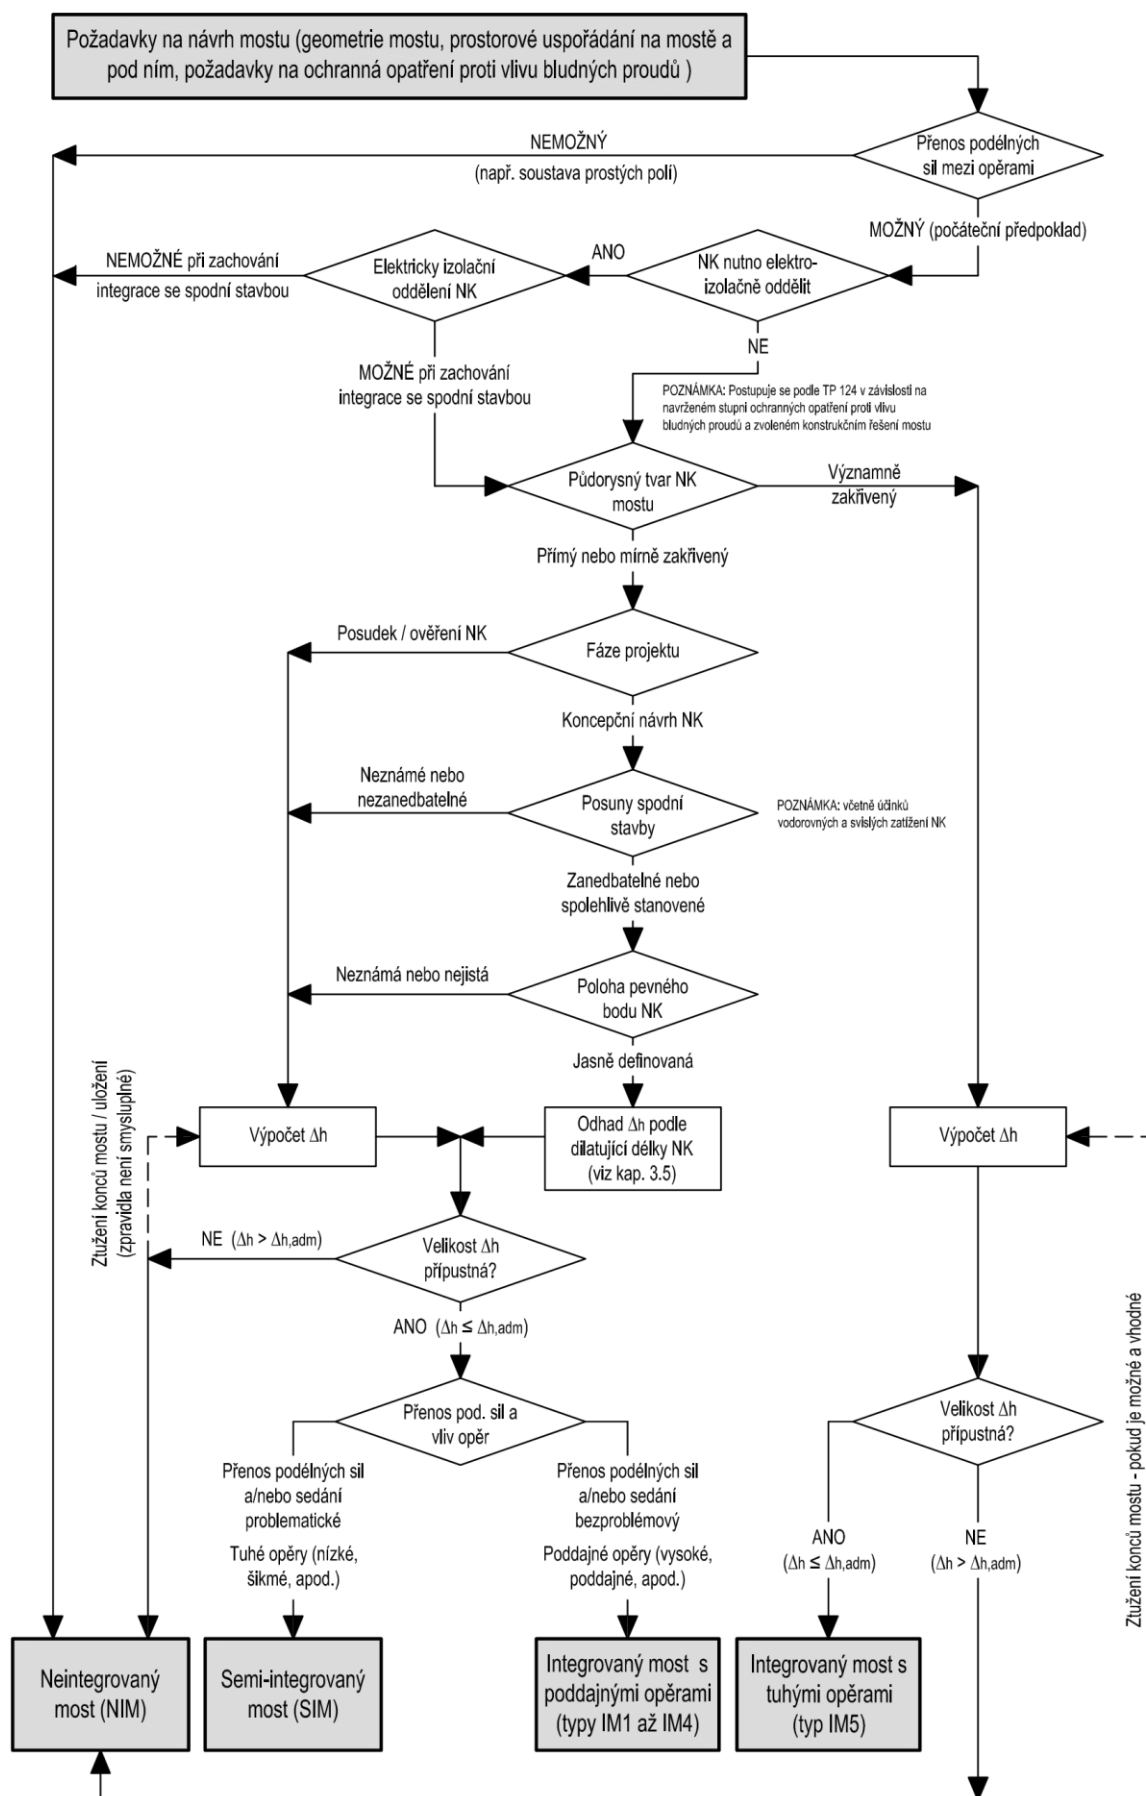 Požadavky na návrh mostu (geometrie mostu, prostorové uspořádání na mostě a
pod ním, požadavky na ochranná opatření proti vlivu bludných proudů )
Přenos podélných
sil mezi opěrami
NEMOŽNÝ
(např. soustava prostých polí)
MOŽNÝ (počáteční předpoklad)
NK nutno elektro-
izolačně oddělit
ANO
Elektricky izolační
oddělení NK
NEMOŽNÉ při zachování
integrace se spodní stavbou
NE
MOŽNÉ při zachování
integrace se spodní stavbou
POZNÁMKA: Postupuje se podle TP 124 v závislosti na
navrženém stupni ochranných opatření proti vlivu
bludných proudů a zvoleném konstrukčním řešení mostu
Půdorysný tvar NK
mostu
Významně
zakřivený
Přímý nebo mírně zakřivený
Fáze projektu
Posudek / ověření NK
Koncepční návrh NK
Posuny spodní
stavby
Neznámé nebo
nezanedbatelné
POZNÁMKA: včetně účinků
vodorovných a svislých zatížení NK
Zanedbatelné nebo
spolehlivě stanovené
Poloha pevného
bodu NK
Neznámá nebo nejistá
Jasně definovaná
Ztužení konců mostu / uložení
(zpravidla není smysluplné)
Výpočet Δh
Odhad Δh podle
dilatující délky NK
(viz kap. 3.5)
Výpočet Δh
NE (Δh > Δh,adm)
Velikost Δh
přípustná?
ANO (Δh ≤ Δh,adm)
Přenos pod. sil a
vliv opěr
Velikost Δh
přípustná?
Přenos podélných sil
a/nebo sedání
problematické
Tuhé opěry (nízké,
šikmé, apod.)
Přenos podélných sil
a/nebo sedání
bezproblémový
Poddajné opěry (vysoké,
poddajné, apod.)
ANO
(Δh ≤ Δh,adm)
NE
(Δh > Δh,adm)
Ztužení konců mostu - pokud je možné a vhodné
Neintegrovaný
most (NIM)
Semi-integrovaný
most (SIM)
Integrovaný most s
poddajnými opěrami
(typy IM1 až IM4)
Integrovaný most s
tuhými opěrami
(typ IM5)